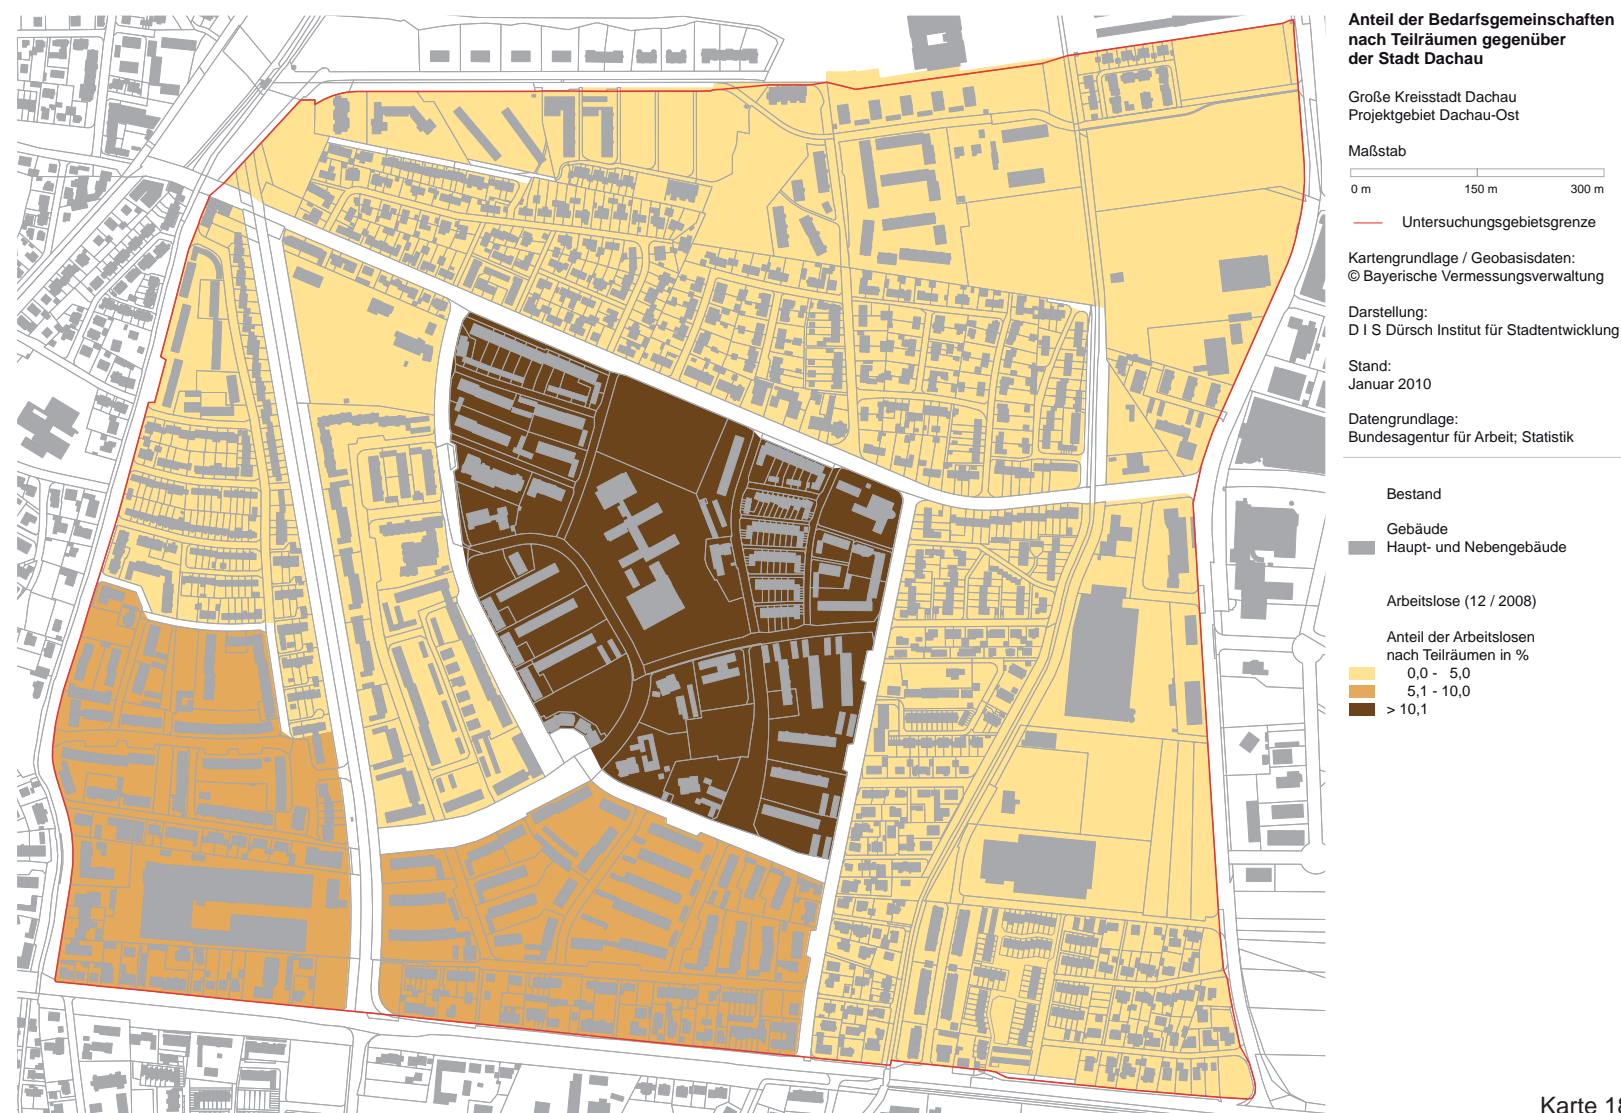 Anteil der Bedarfsgemeinschaften
nach Teilräumen gegenüber
der Stadt Dachau
Große Kreisstadt Dachau
Projektgebiet Dachau-Ost
Maßstab
0 m 150 m 300 m
Untersuchungsgebietsgrenze
Kartengrundlage / Geobasisdaten:
© Bayerische Vermessungsverwaltung
Darstellung:
D I S Dürsch Institut für Stadtentwicklung
Stand:
Januar 2010
Datengrundlage:
Bundesagentur für Arbeit; Statistik
Bestand
Gebäude
Haupt- und Nebengebäude
Arbeitslose (12 / 2008)
Anteil der Arbeitslosen
nach Teilräumen in %
0,0 - 5,0
5,1 - 10,0
> 10,1
Karte 18